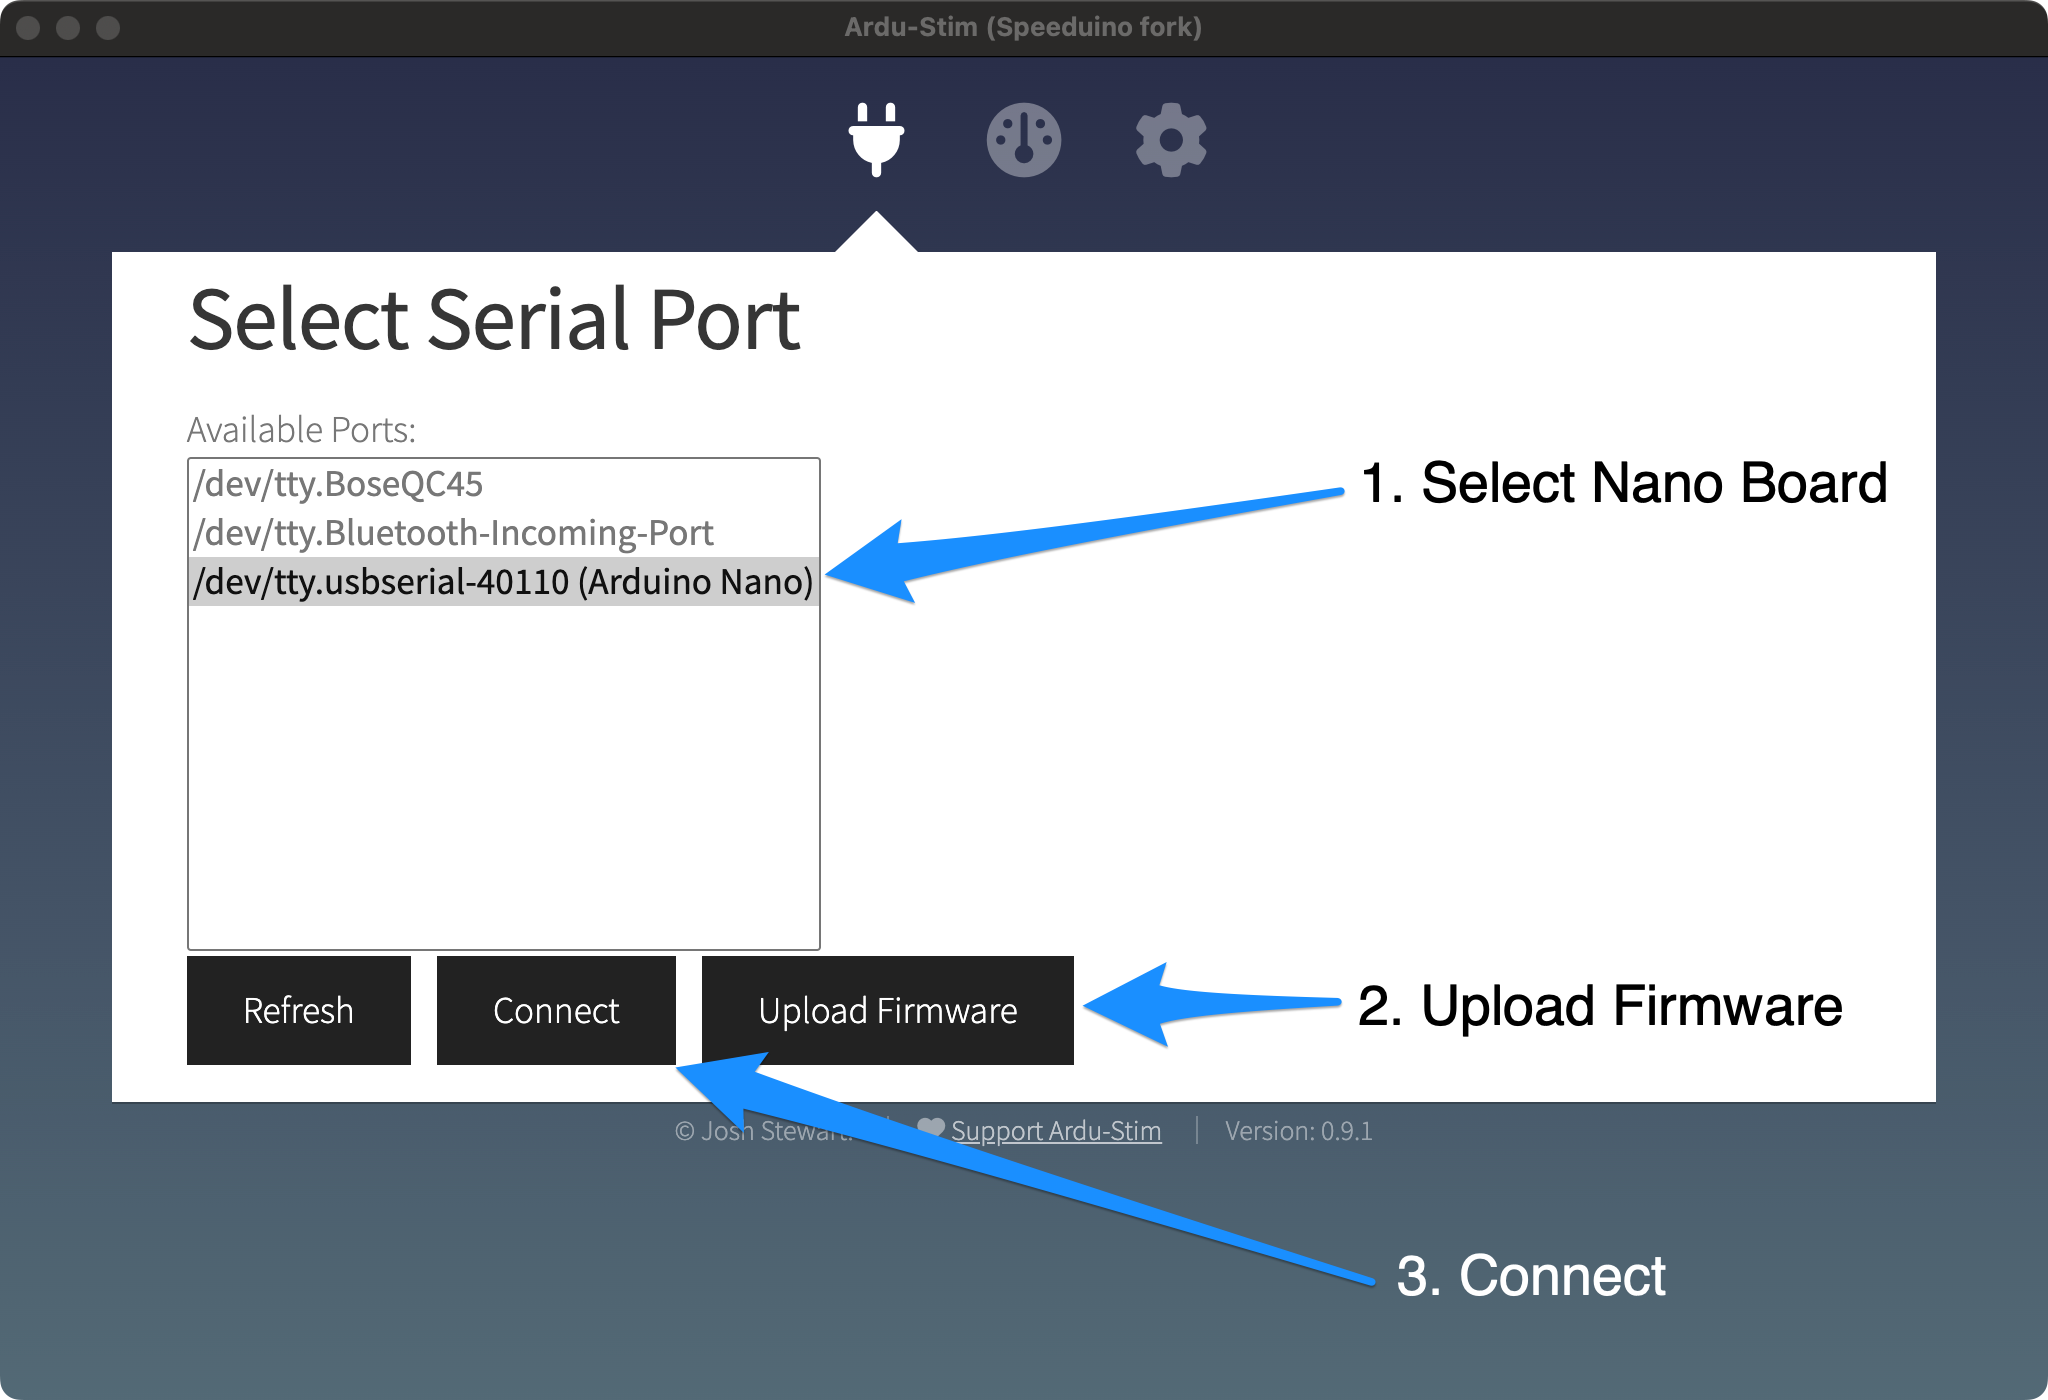 Ardu-Stim (Speeduino fork)
Select Serial Port
Available Ports:
/dev/tty.BoseQC45
/dev/tty.Bluetooth-Incoming-Port
/dev/tty.usbserial-40110 (Arduino Nano)
1. Select Nano Board
Refresh
Connect
Upload Firmware
2. Upload Firmware
© Josh Stewart
Support Ardu-Stim
Version: 0.9.1
3. Connect